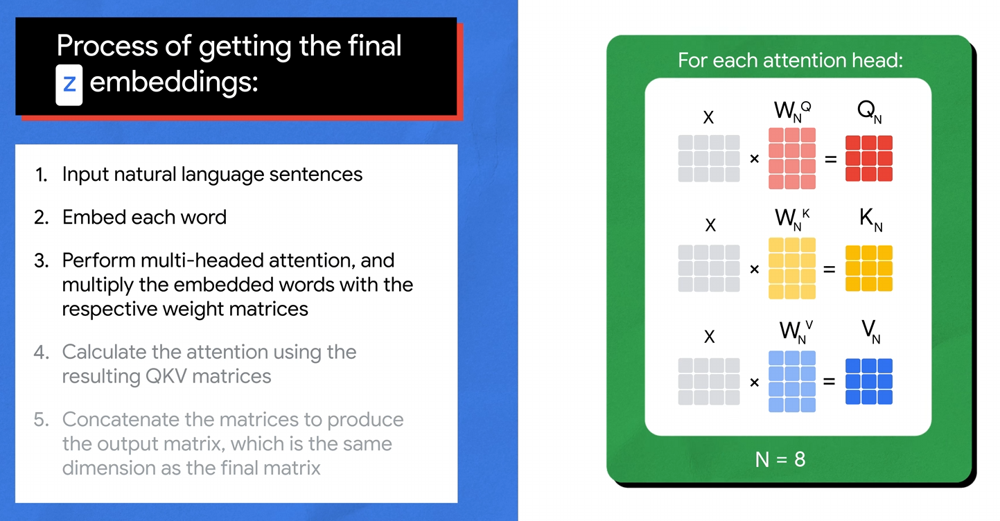 Process of getting the final
z embeddings:
1. Input natural language sentences
2. Embed each word
3. Perform multi-headed attention, and
multiply the embedded words with the
respective weight matrices
4. Calculate the attention using the
resulting QKV matrices
5. Concatenate the matrices to produce
the output matrix, which is the same
dimension as the final matrix
For each attention head:
X W_N^Q Q_N
× =
X W_N^K K_N
× =
X W_N^V V_N
× =
N = 8